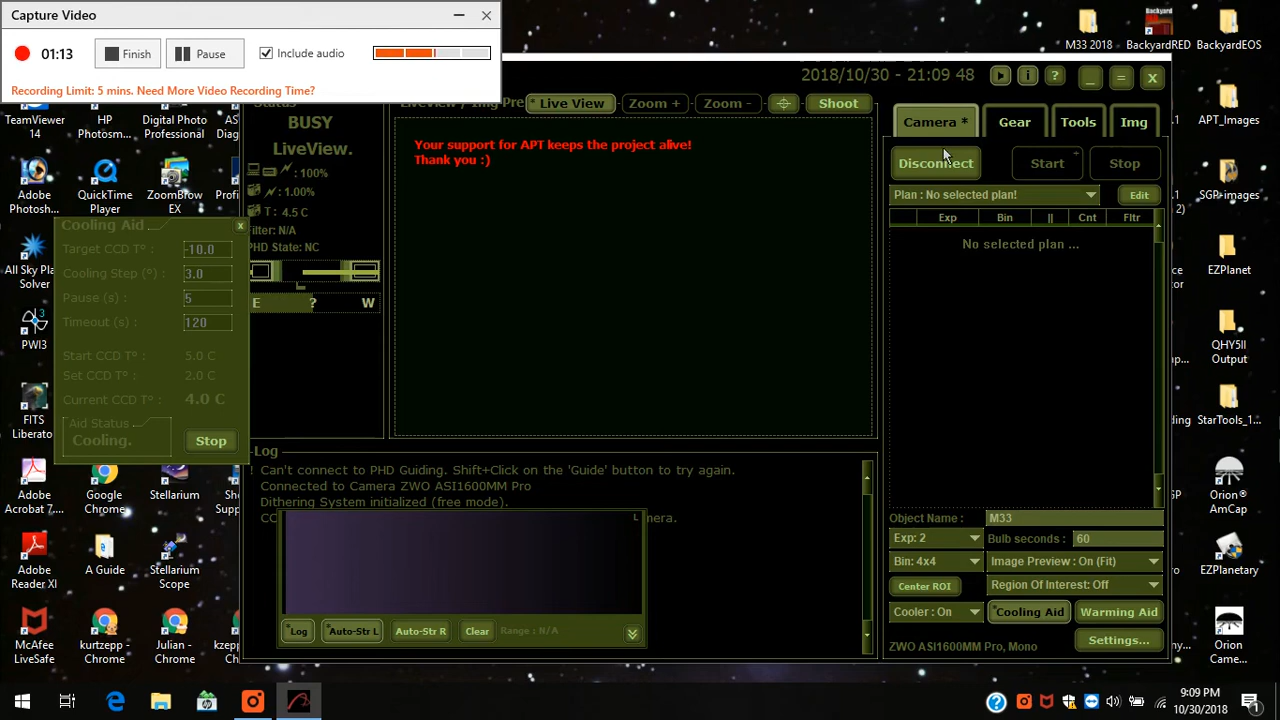 Capture Video
01:13
Finish
Pause
Include audio
Recording Limit: 5 mins. Need More Video Recording Time?
M33 2018
BackyardRED
BackyardEOS
2018/10/30 - 21:09 48
* Live View
Zoom +
Zoom -
Shoot
Camera *
Gear
Tools
Img
Disconnect
Start
Stop
Plan : No selected plan!
Edit
Exp
Bin
||
Cnt
Fltr
No selected plan ...
BUSY
LiveView.
: 100%
: 1.00%
T : 4.5 C
Filter: N/A
PHD State: NC
E
?
W
Your support for APT keeps the project alive!
Thank you :)
TeamViewer
14
HP
Photosm...
Digital Photo
Professional
Adobe
Photosh...
QuickTime
Player
ZoomBrow...
EX
Cooling Aid
x
Target CCD T° :
-10.0
Cooling Step (°) :
3.0
Pause (s) :
5
Timeout (s) :
120
Start CCD T° :
5.0 C
Set CCD T° :
2.0 C
Current CCD T° :
4.0 C
Aid Status
Cooling.
Stop
All Sky Pla...
Solver
PWI3
FITS
Liberato
Adobe
Acrobat 7.0
Google
Chrome
Stellarium
Adobe
Reader XI
A Guide
Stellarium
Scope
McAfee
LiveSafe
kurtzepp -
Chrome
Julian -
Chrome
Log
! Can't connect to PHD Guiding. Shift+Click on the 'Guide' button to try again.
Connected to Camera ZWO ASI1600MM Pro
Dithering System initialized (free mode).
L
*Log
*Auto-Str L
Auto-Str R
Clear
Range : N/A
Object Name :
M33
Exp: 2
Bulb seconds :
60
Bin: 4x4
Image Preview : On (Fit)
Center ROI
Region Of Interest: Off
Cooler : On
*Cooling Aid
Warming Aid
ZWO ASI1600MM Pro, Mono
Settings...
APT_Images
SGP-images
EZPlanet
QHY5II
Output
StarTools_1...
Orion®
AmCap
EZPlanetary
Orion
Came...
9:09 PM
10/30/2018
1